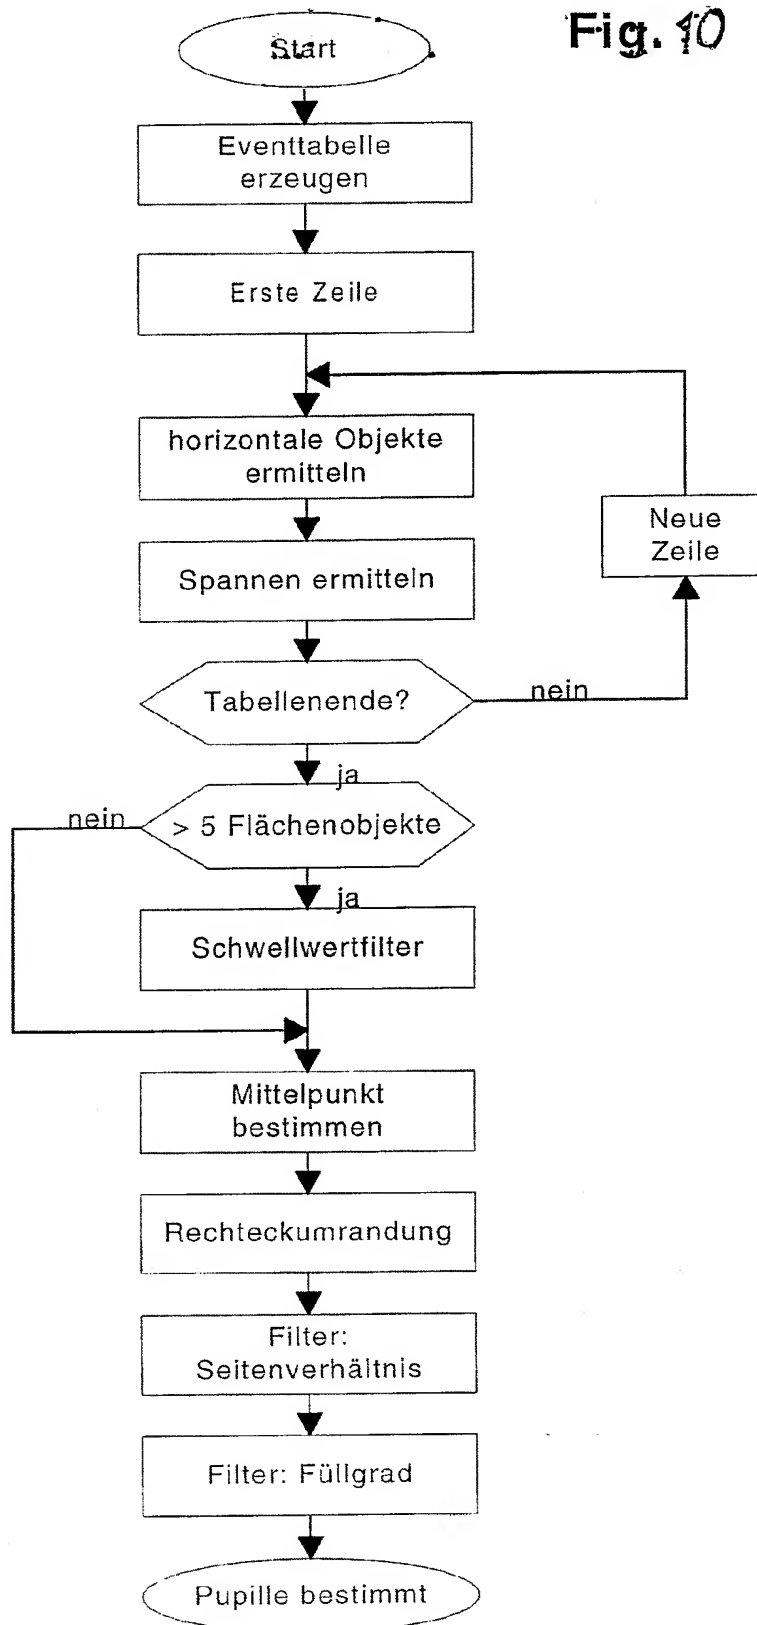 Fig. 10
Start
Eventtabelle
erzeugen
Erste Zeile
horizontale Objekte
ermitteln
Neue
Zeile
Spannen ermitteln
Tabellenende?
nein
ja
nein
> 5 Flächenobjekte
ja
Schwellwertfilter
Mittelpunkt
bestimmen
Rechteckumrandung
Filter:
Seitenverhältnis
Filter: Füllgrad
Pupille bestimmt